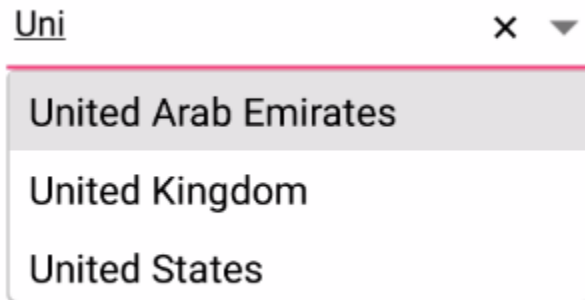 Uni
United Arab Emirates
United Kingdom
United States